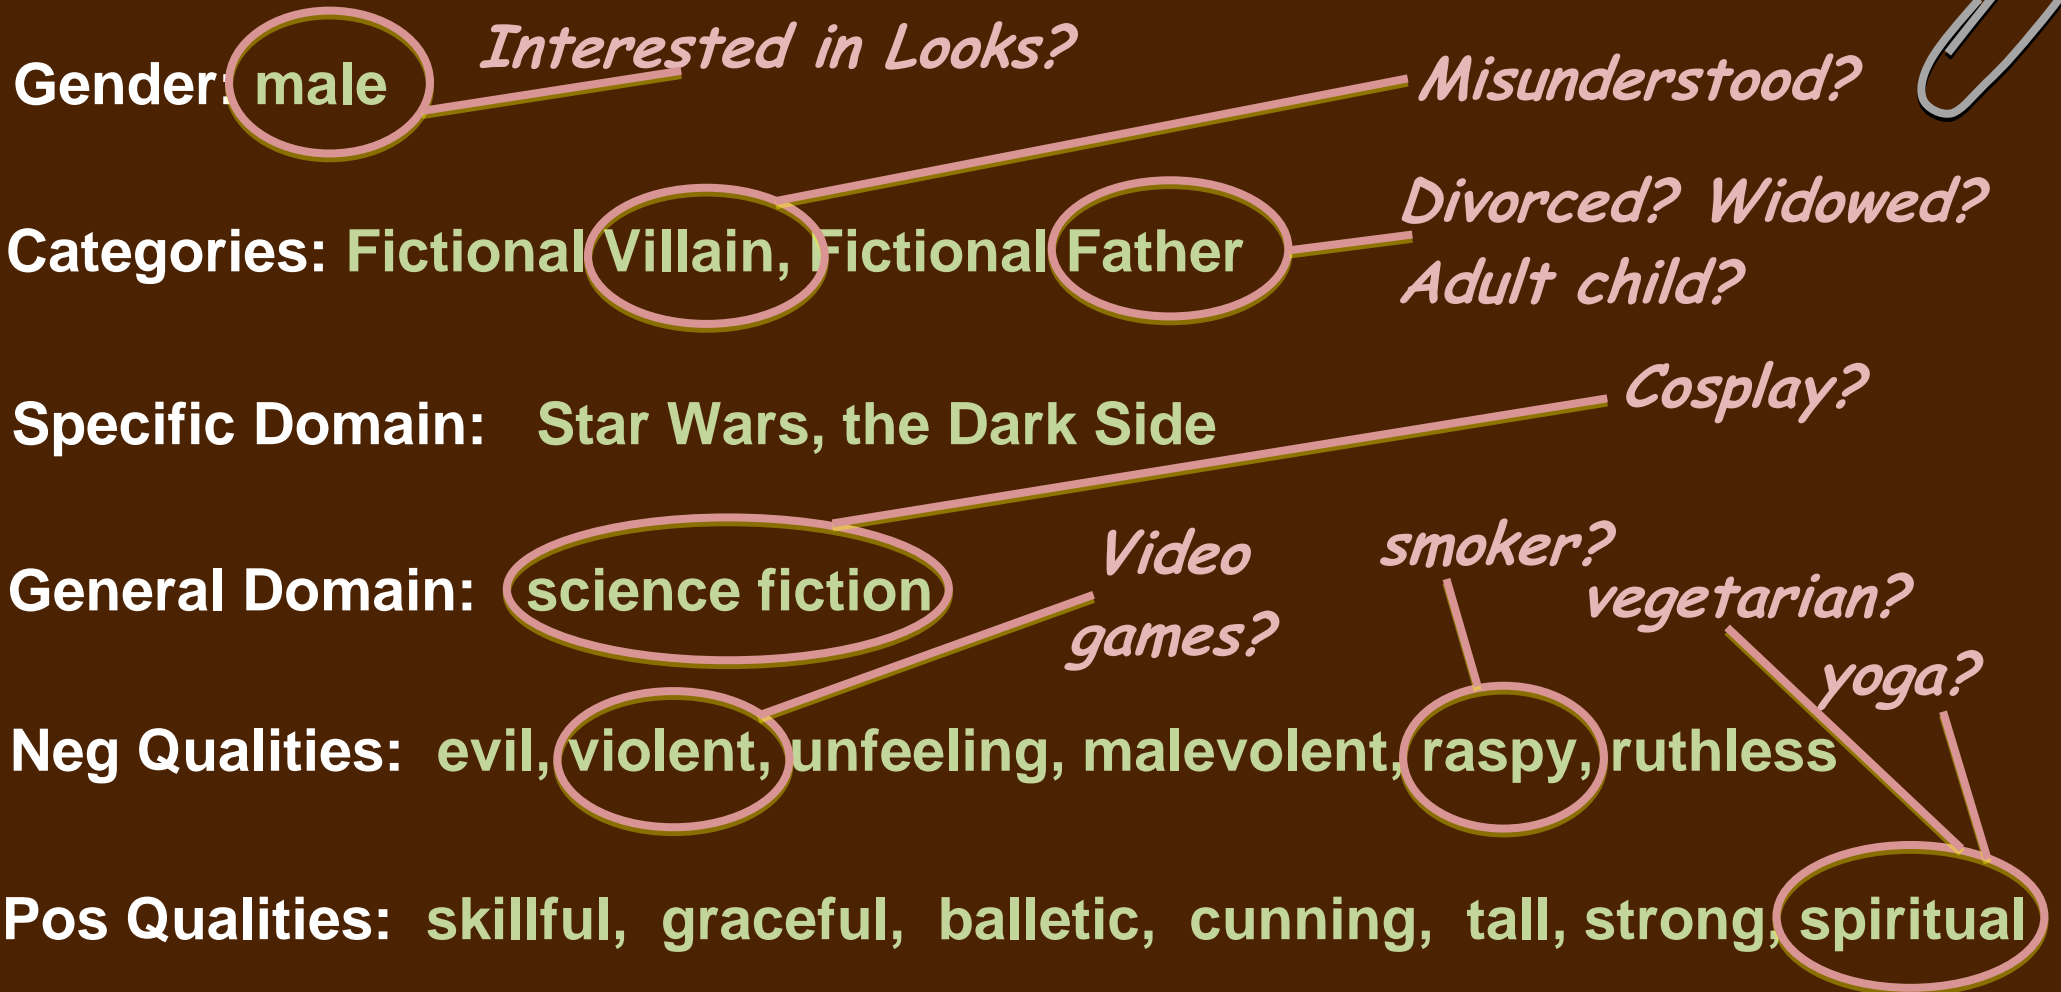 Interested in Looks?
Gender: male
Misunderstood?
Divorced? Widowed?
Categories: Fictional Villain, Fictional Father
Adult child?
Cosplay?
Specific Domain: Star Wars, the Dark Side
Video
games?
smoker?
vegetarian?
General Domain: science fiction
yoga?
Neg Qualities: evil, violent, unfeeling, malevolent, raspy, ruthless
Pos Qualities: skillful, graceful, balletic, cunning, tall, strong, spiritual